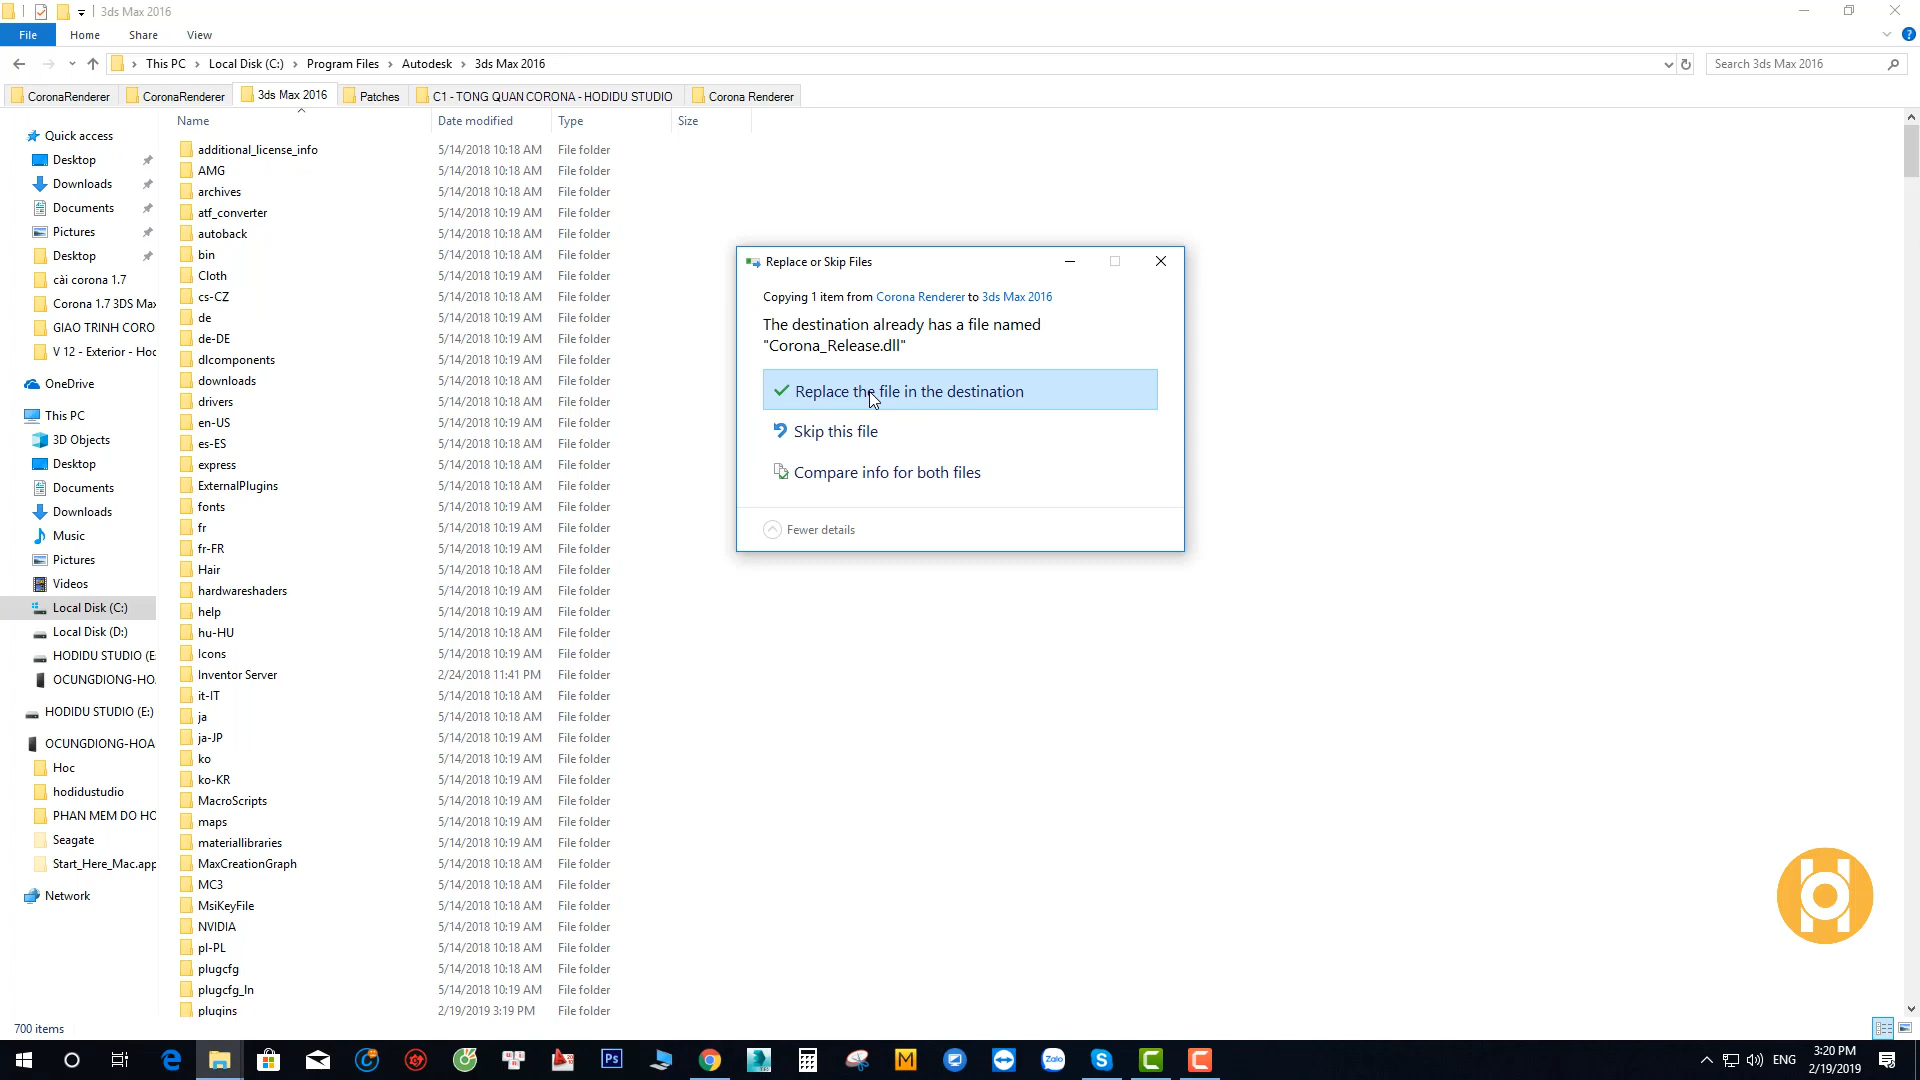 3ds Max 2016
File Home Share View
This PC Local Disk (C:) Program Files Autodesk 3ds Max 2016 Search 3ds Max 2016
CoronaRenderer CoronaRenderer 3ds Max 2016 Patches C1 - TONG QUAN CORONA - HODIDU STUDIO Corona Renderer
Name Date modified Type Size
Quick access
Desktop
Downloads
Documents
Pictures
Desktop
cài corona 1.7
Corona 1.7 3DS Max
GIAO TRINH CORO
V 12 - Exterior - Hoc
OneDrive
This PC
3D Objects
Desktop
Documents
Downloads
Music
Pictures
Videos
Local Disk (C:)
Local Disk (D:)
HODIDU STUDIO (E:
OCUNGDIONG-HOA
HODIDU STUDIO (E:)
OCUNGDIONG-HOA
Hoc
hodidustudio
PHAN MEM DO HO
Seagate
Start_Here_Mac.app
Network
additional_license_info 5/14/2018 10:18 AM File folder
AMG 5/14/2018 10:18 AM File folder
archives 5/14/2018 10:18 AM File folder
atf_converter 5/14/2018 10:19 AM File folder
autoback 5/14/2018 10:18 AM File folder
bin 5/14/2018 10:18 AM File folder
Cloth 5/14/2018 10:19 AM File folder
cs-CZ 5/14/2018 10:18 AM File folder
de 5/14/2018 10:19 AM File folder
de-DE 5/14/2018 10:18 AM File folder
dlcomponents 5/14/2018 10:19 AM File folder
downloads 5/14/2018 10:18 AM File folder
drivers 5/14/2018 10:19 AM File folder
en-US 5/14/2018 10:18 AM File folder
es-ES 5/14/2018 10:18 AM File folder
express 5/14/2018 10:18 AM File folder
ExternalPlugins 5/14/2018 10:18 AM File folder
fonts 5/14/2018 10:19 AM File folder
fr 5/14/2018 10:19 AM File folder
fr-FR 5/14/2018 10:18 AM File folder
Hair 5/14/2018 10:19 AM File folder
hardwareshaders 5/14/2018 10:19 AM File folder
help 5/14/2018 10:19 AM File folder
hu-HU 5/14/2018 10:18 AM File folder
Icons 5/14/2018 10:19 AM File folder
Inventor Server 2/24/2018 11:41 PM File folder
it-IT 5/14/2018 10:18 AM File folder
ja 5/14/2018 10:19 AM File folder
ja-JP 5/14/2018 10:19 AM File folder
ko 5/14/2018 10:19 AM File folder
ko-KR 5/14/2018 10:19 AM File folder
MacroScripts 5/14/2018 10:19 AM File folder
maps 5/14/2018 10:19 AM File folder
materiallibraries 5/14/2018 10:18 AM File folder
MaxCreationGraph 5/14/2018 10:18 AM File folder
MC3 5/14/2018 10:18 AM File folder
MsiKeyFile 5/14/2018 10:18 AM File folder
NVIDIA 5/14/2018 10:19 AM File folder
pl-PL 5/14/2018 10:18 AM File folder
plugcfg 5/14/2018 10:18 AM File folder
plugcfg_ln 5/14/2018 10:19 AM File folder
plugins 2/19/2019 3:19 PM File folder
Replace or Skip Files
Copying 1 item from Corona Renderer to 3ds Max 2016
The destination already has a file named
"Corona_Release.dll"
Replace the file in the destination
Skip this file
Compare info for both files
Fewer details
700 items
ENG
3:20 PM
2/19/2019